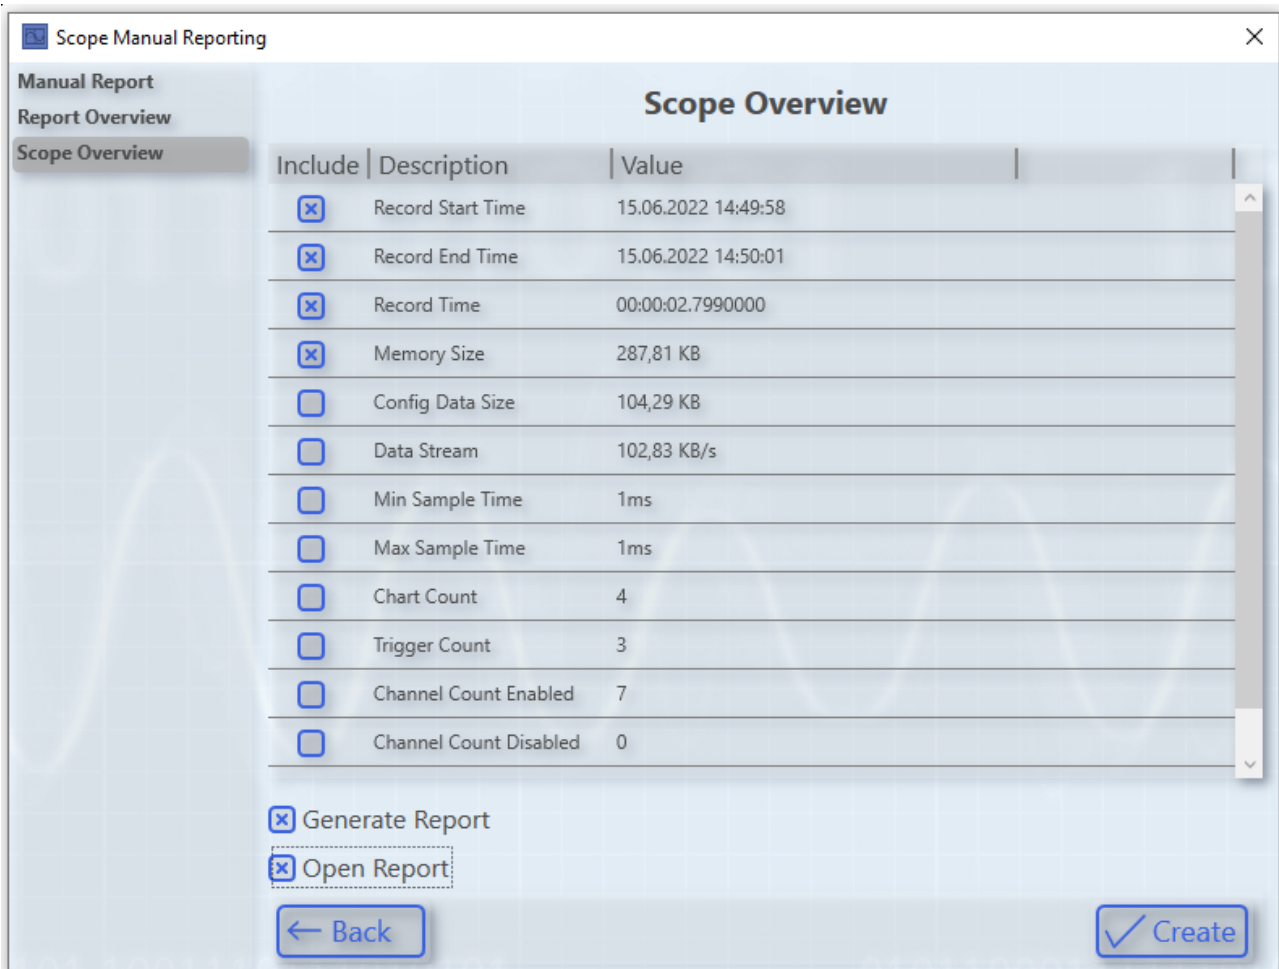 Scope Manual Reporting
Manual Report
Report Overview
Scope Overview
Scope Overview
Include Description Value
Record Start Time 15.06.2022 14:49:58
Record End Time 15.06.2022 14:50:01
Record Time 00:00:02.7990000
Memory Size 287,81 KB
Config Data Size 104,29 KB
Data Stream 102,83 KB/s
Min Sample Time 1ms
Max Sample Time 1ms
Chart Count 4
Trigger Count 3
Channel Count Enabled 7
Channel Count Disabled 0
Generate Report
Open Report
Back
Create